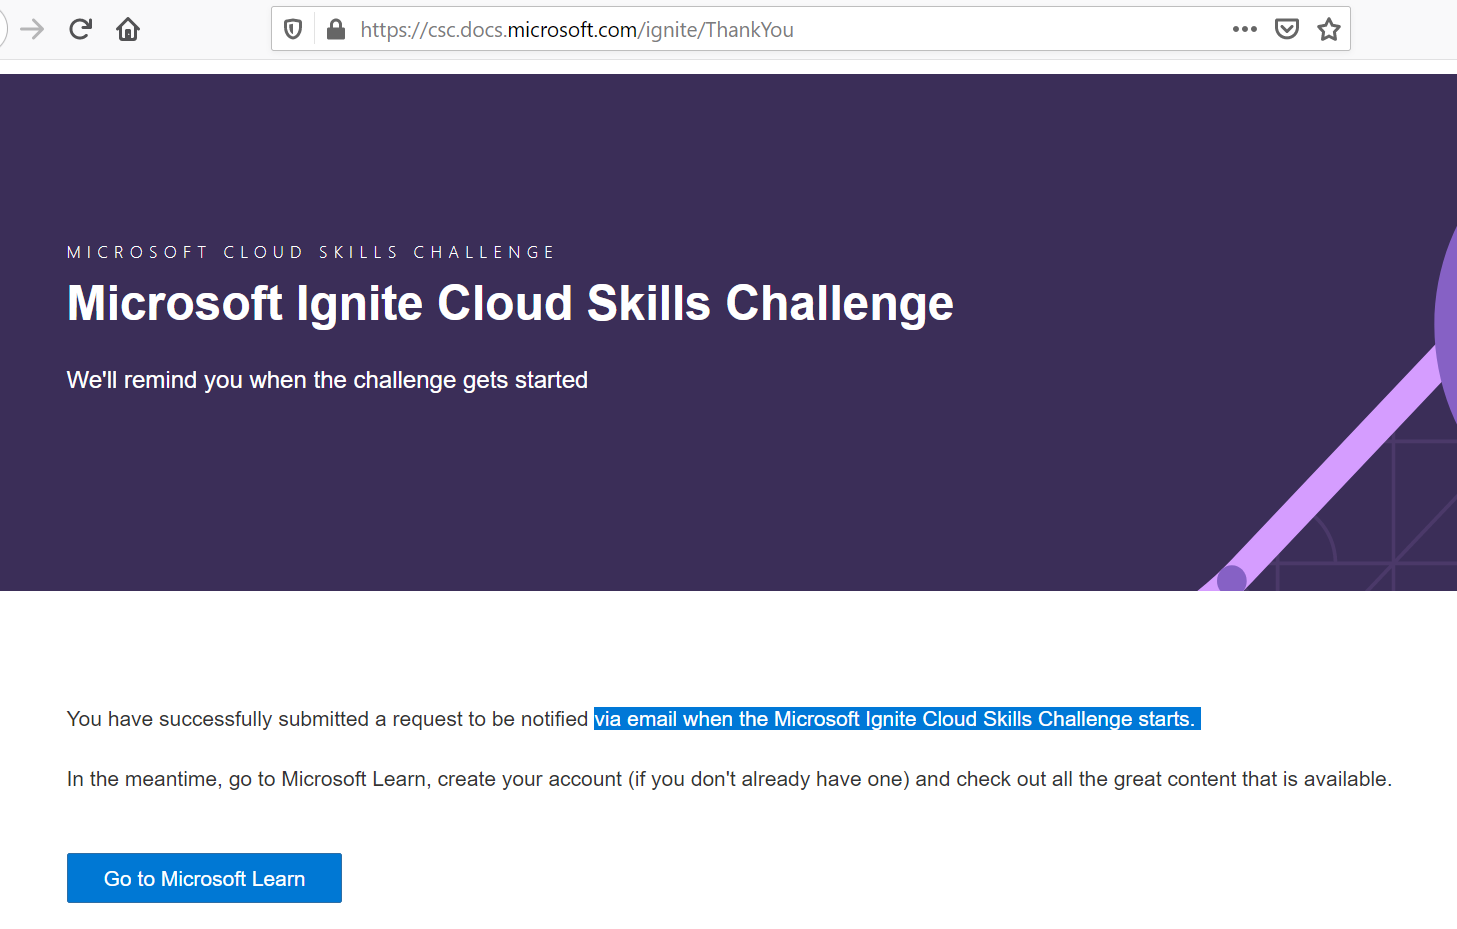 https://csc.docs.microsoft.com/ignite/ThankYou
MICROSOFT CLOUD SKILLS CHALLENGE
Microsoft Ignite Cloud Skills Challenge
We'll remind you when the challenge gets started
You have successfully submitted a request to be notified via email when the Microsoft Ignite Cloud Skills Challenge starts.
In the meantime, go to Microsoft Learn, create your account (if you don't already have one) and check out all the great content that is available.
Go to Microsoft Learn